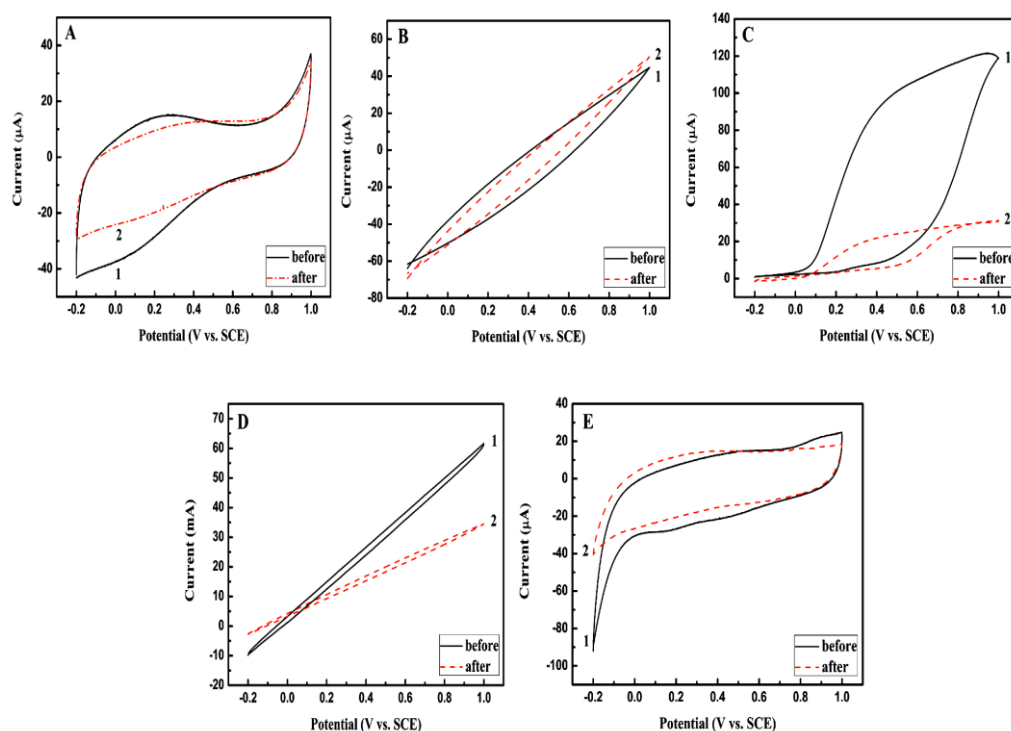 A
40
20
0
-20
-40
Current (µA)
1
2
before
after
-0.2 0.0 0.2 0.4 0.6 0.8 1.0
Potential (V vs. SCE)
B
60
40
20
0
-20
-40
-60
-80
Current (µA)
2
1
before
after
-0.2 0.0 0.2 0.4 0.6 0.8 1.0
Potential (V vs. SCE)
C
140
120
100
80
60
40
20
0
Current (µA)
1
2
before
after
-0.2 0.0 0.2 0.4 0.6 0.8 1.0
Potential (V vs. SCE)
D
70
60
50
40
30
20
10
0
-10
-20
Current (mA)
1
2
before
after
-0.2 0.0 0.2 0.4 0.6 0.8 1.0
Potential (V vs. SCE)
E
40
20
0
-20
-40
-60
-80
-100
Current (µA)
2
1
before
after
-0.2 0.0 0.2 0.4 0.6 0.8 1.0
Potential (V vs. SCE)